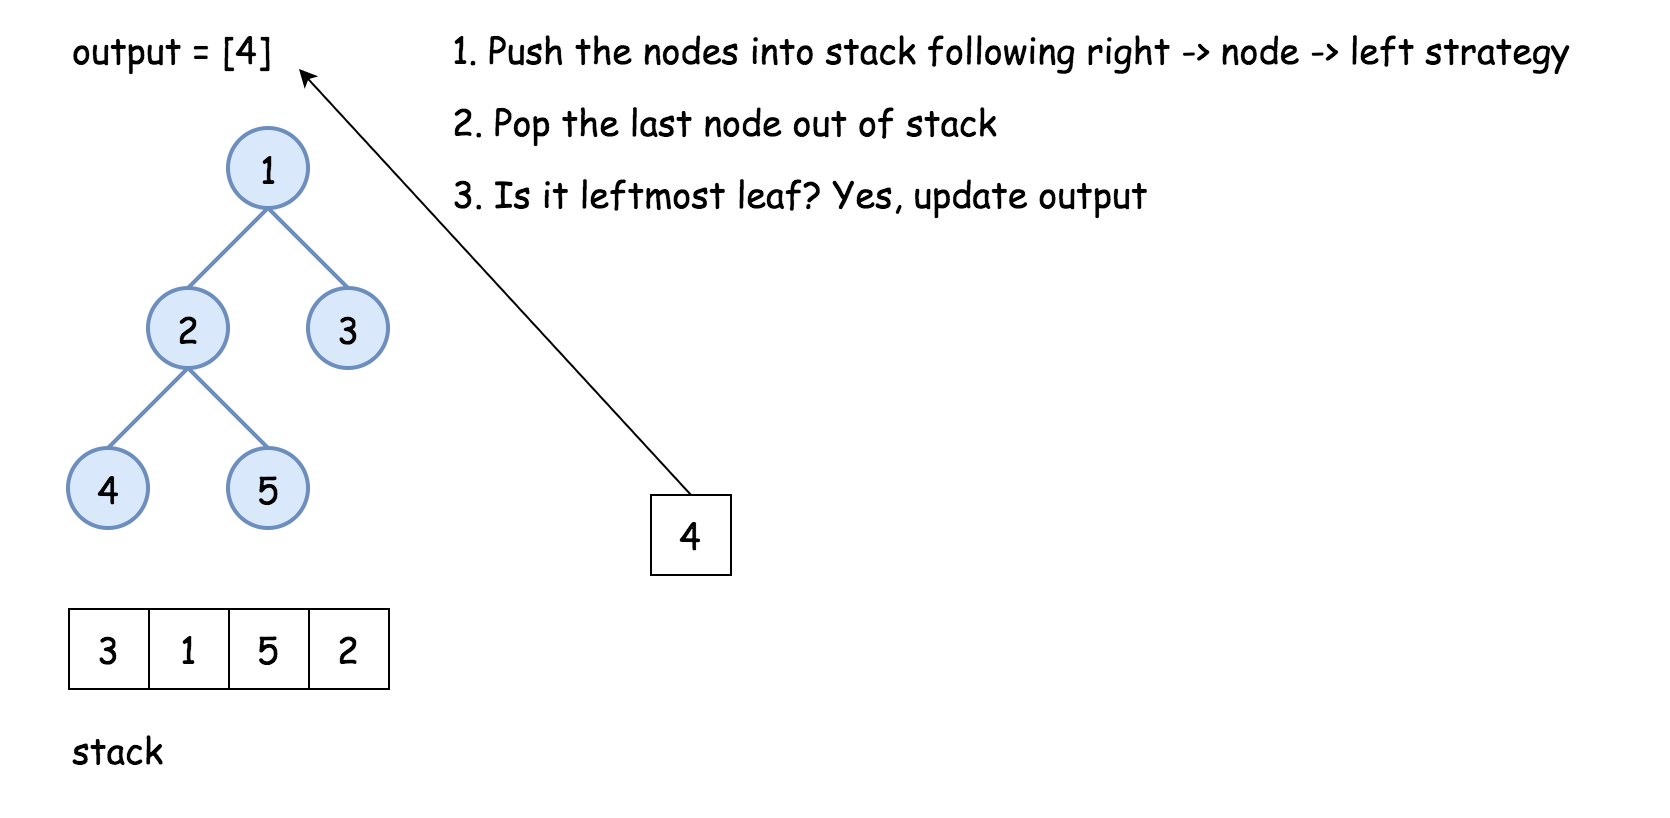 output = [4]
1. Push the nodes into stack following right -> node -> left strategy
2. Pop the last node out of stack
3. Is it leftmost leaf? Yes, update output
1
2 3
4 5
4
3 1 5 2
stack